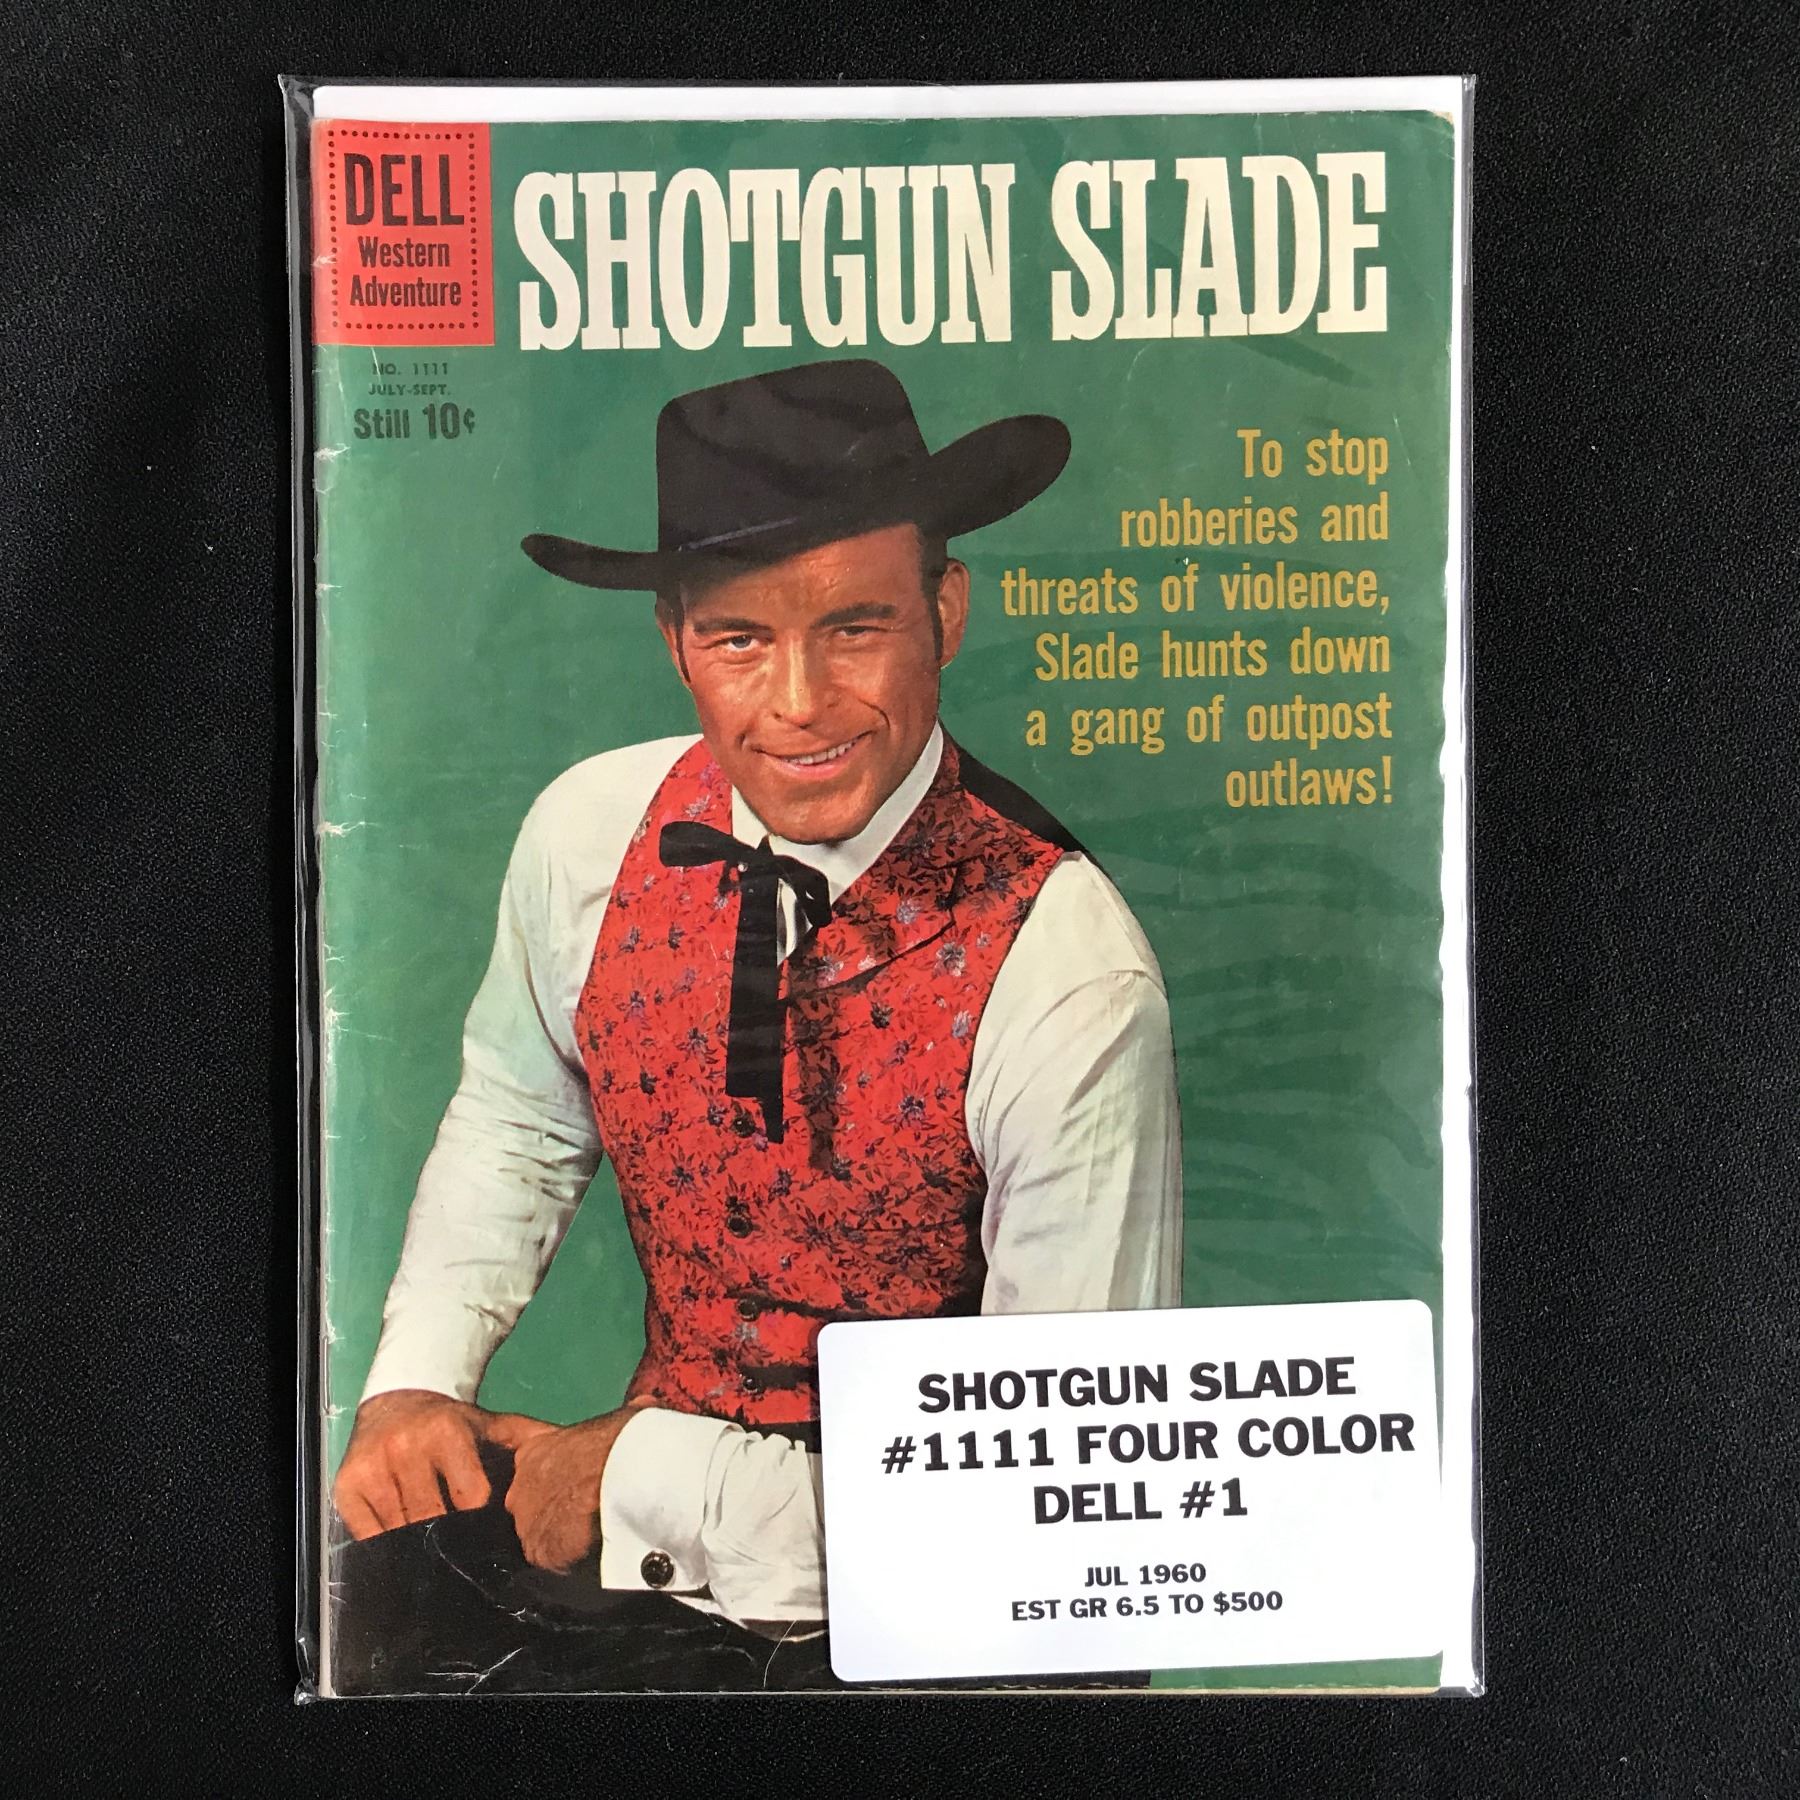 DELL
Western
Adventure
SHOTGUN SLADE
NO. 1111
JULY-SEPT.
Still 10¢
To stop
robberies and
threats of violence,
Slade hunts down
a gang of outpost
outlaws!
SHOTGUN SLADE
#1111 FOUR COLOR
DELL #1
JUL 1960
EST GR 6.5 TO $500